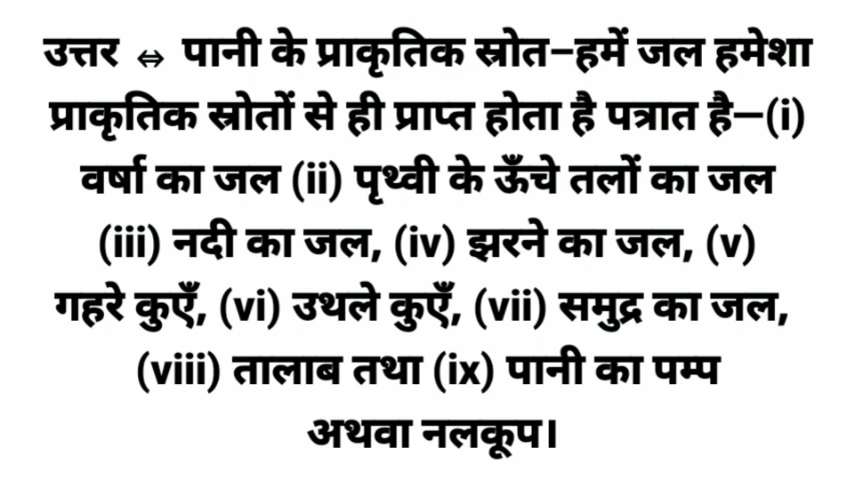 उत्तर ⇔ पानी के प्राकृतिक स्रोत–हमें जल हमेशा
प्राकृतिक स्रोतों से ही प्राप्त होता है पत्रात है—(i)
वर्षा का जल (ii) पृथ्वी के ऊँचे तलों का जल
(iii) नदी का जल, (iv) झरने का जल, (v)
गहरे कुएँ, (vi) उथले कुएँ, (vii) समुद्र का जल,
(viii) तालाब तथा (ix) पानी का पम्प
अथवा नलकूप।